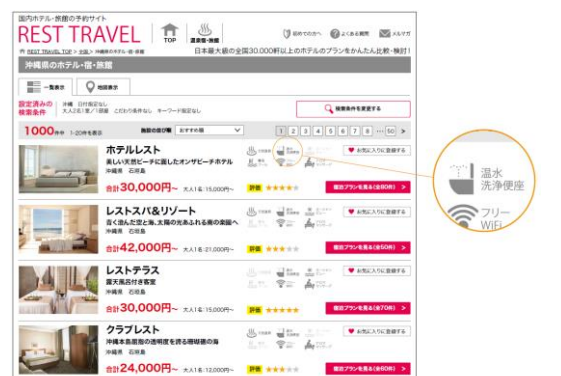 国内ホテル・旅館の予約サイト
REST TRAVEL
TOP
温泉宿・旅館
初めての方へ
よくある質問
メルマガ
REST TRAVEL TOP > 沖縄 > 沖縄県のホテル・宿・旅館
日本最大級の全国30.000軒以上のホテルのプランをかんたん比較・検討！
沖縄県のホテル・宿・旅館
一覧表示
地図表示
設定済みの
検索条件
沖縄 日付指定なし
大人2名1室/1部屋 こだわり条件なし キーワード指定なし
検索条件を変更する
1000件中 1-20件を表示
施設の並び順 おすすめ順
1 2 3 4 5 6 7 8 … 50 >
ホテルレスト
お気に入りに登録する
美しい天然ビーチに面したオンザビーチホテル
沖縄県 石垣島
合計30,000円～ 大人1名:15,000円～
評価 ★★★★★
宿泊プランを見る(全50件) >
レストスパ&リゾート
お気に入りに登録する
青く澄んだ空と海、太陽の光あふれる南の楽園へ
沖縄県 石垣島
合計42,000円～ 大人1名:21,000円～
評価 ★★★★★
宿泊プランを見る(全50件) >
レストテラス
お気に入りに登録する
露天風呂付き客室
沖縄県 石垣島
合計30,000円～ 大人1名:15,000円～
評価 ★★★★★
宿泊プランを見る(全70件) >
クラブレスト
お気に入りに登録する
沖縄本島屈指の透明度を誇る珊瑚礁の海
沖縄県 石垣島
合計24,000円～ 大人1名:12,000円～
評価 ★★★★★
宿泊プランを見る(全60件) >
温水
洗浄便座
フリー
WiFi